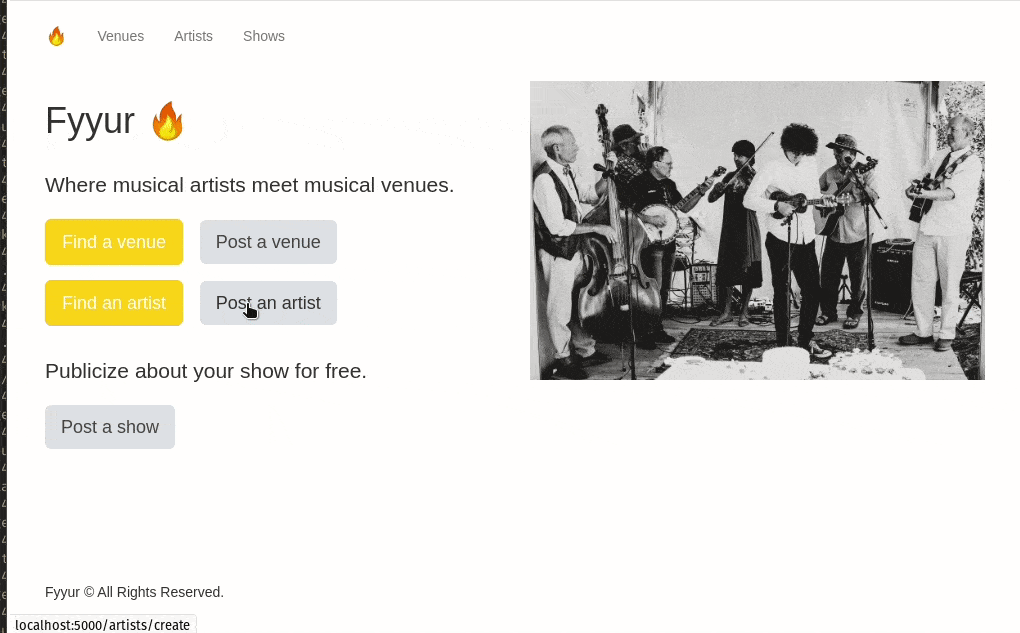 Venues Artists Shows
Fyyur
Where musical artists meet musical venues.
Find a venue Post a venue
Find an artist Post an artist
Publicize about your show for free.
Post a show
Fyyur © All Rights Reserved.
localhost:5000/artists/create